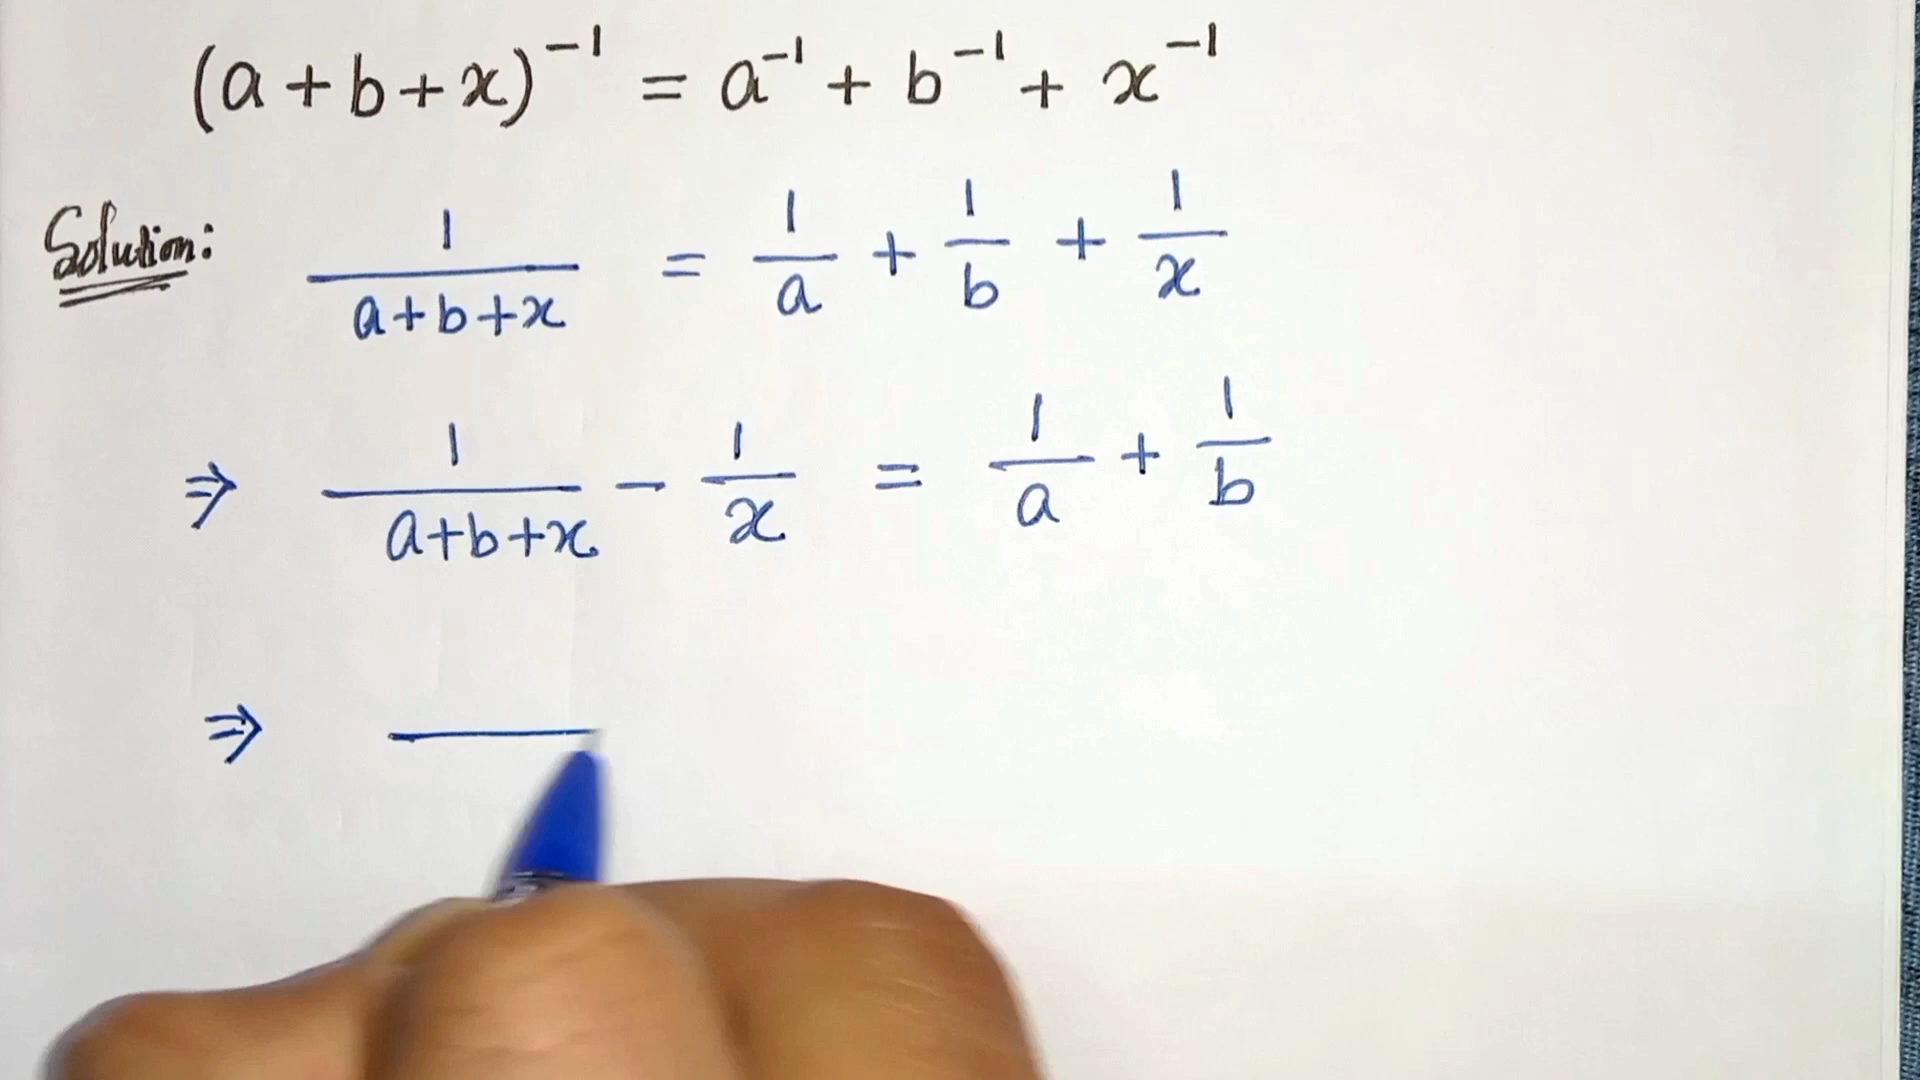 (a+b+x)⁻¹ = a⁻¹ + b⁻¹ + x⁻¹
Solution: 1/(a+b+x) = 1/a + 1/b + 1/x
⇒ 1/(a+b+x) - 1/x = 1/a + 1/b
⇒